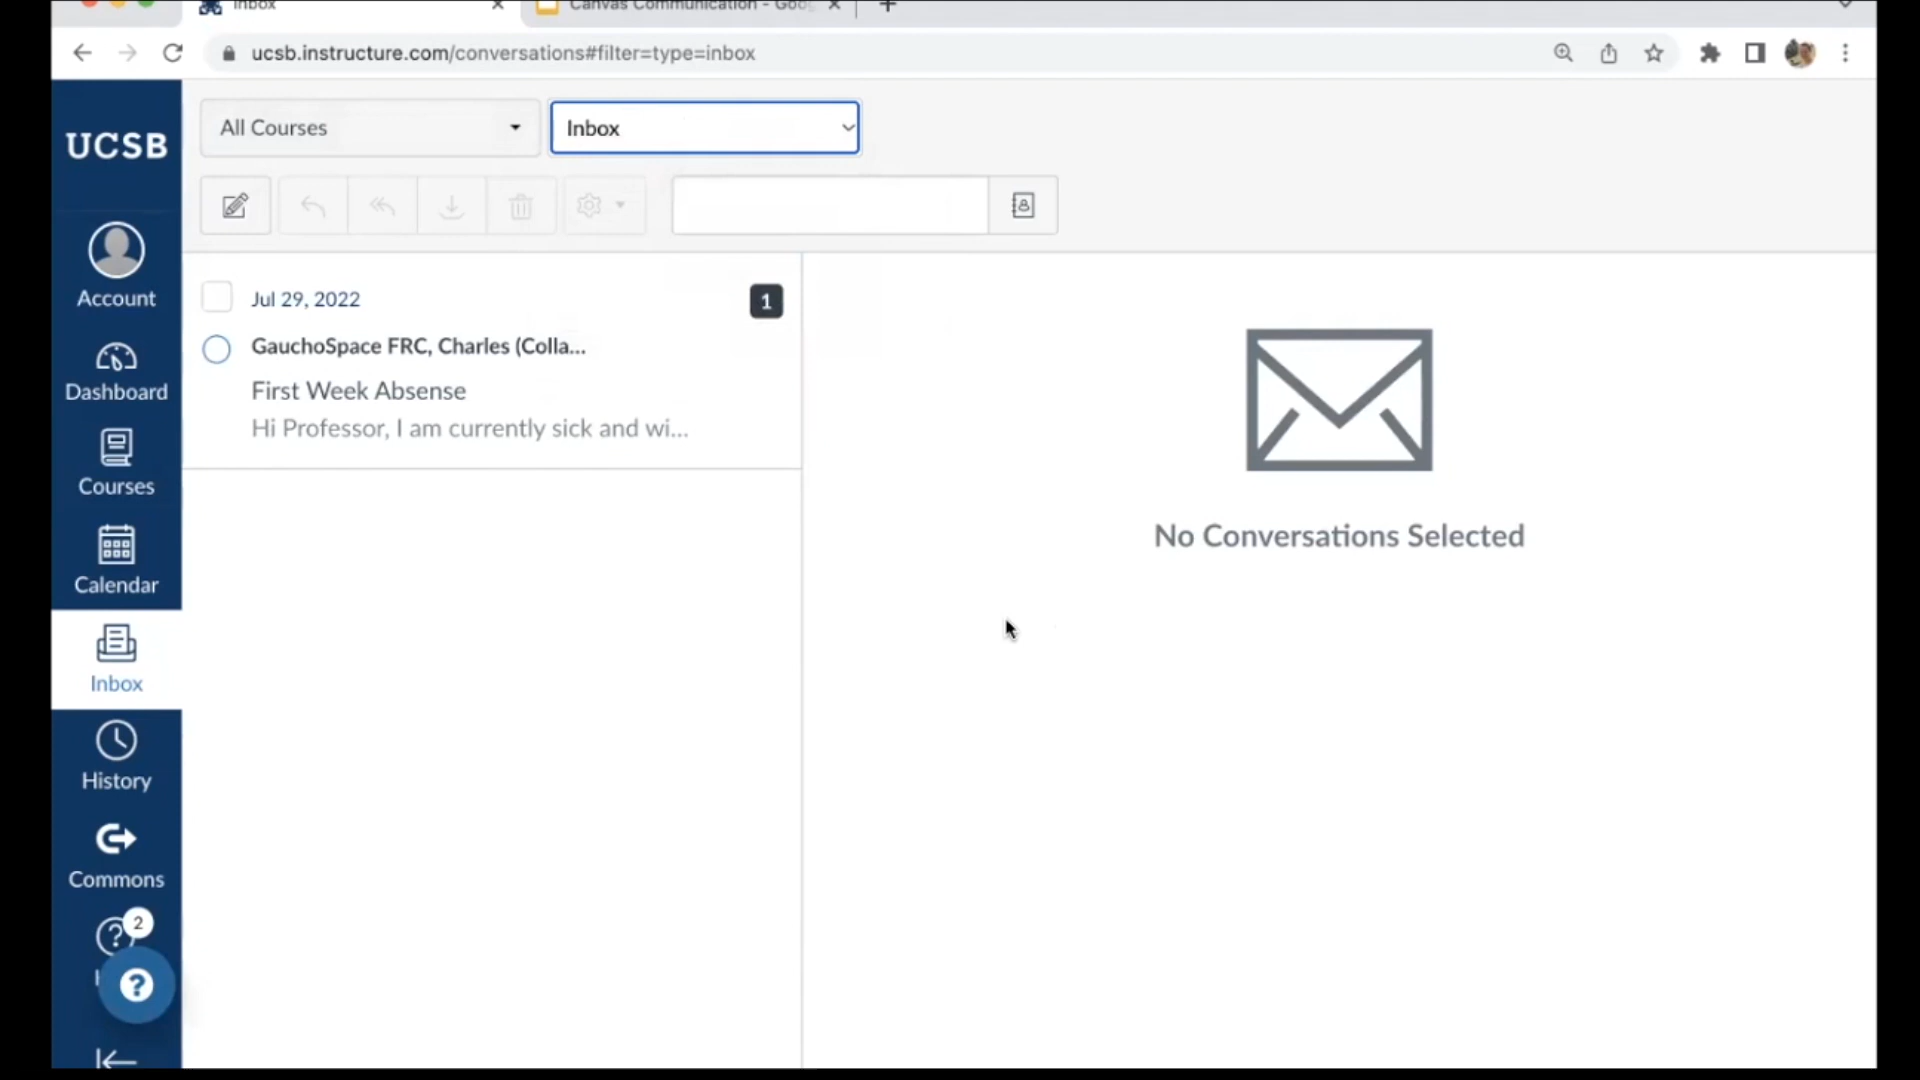 Inbox
Canvas Communication - Goog
ucsb.instructure.com/conversations#filter=type=inbox
UCSB
All Courses
Inbox
Account
Dashboard
Courses
Calendar
Inbox
History
Commons
2
?
?
Jul 29, 2022
1
GauchoSpace FRC, Charles (Colla...
First Week Absense
Hi Professor, I am currently sick and wi...
No Conversations Selected